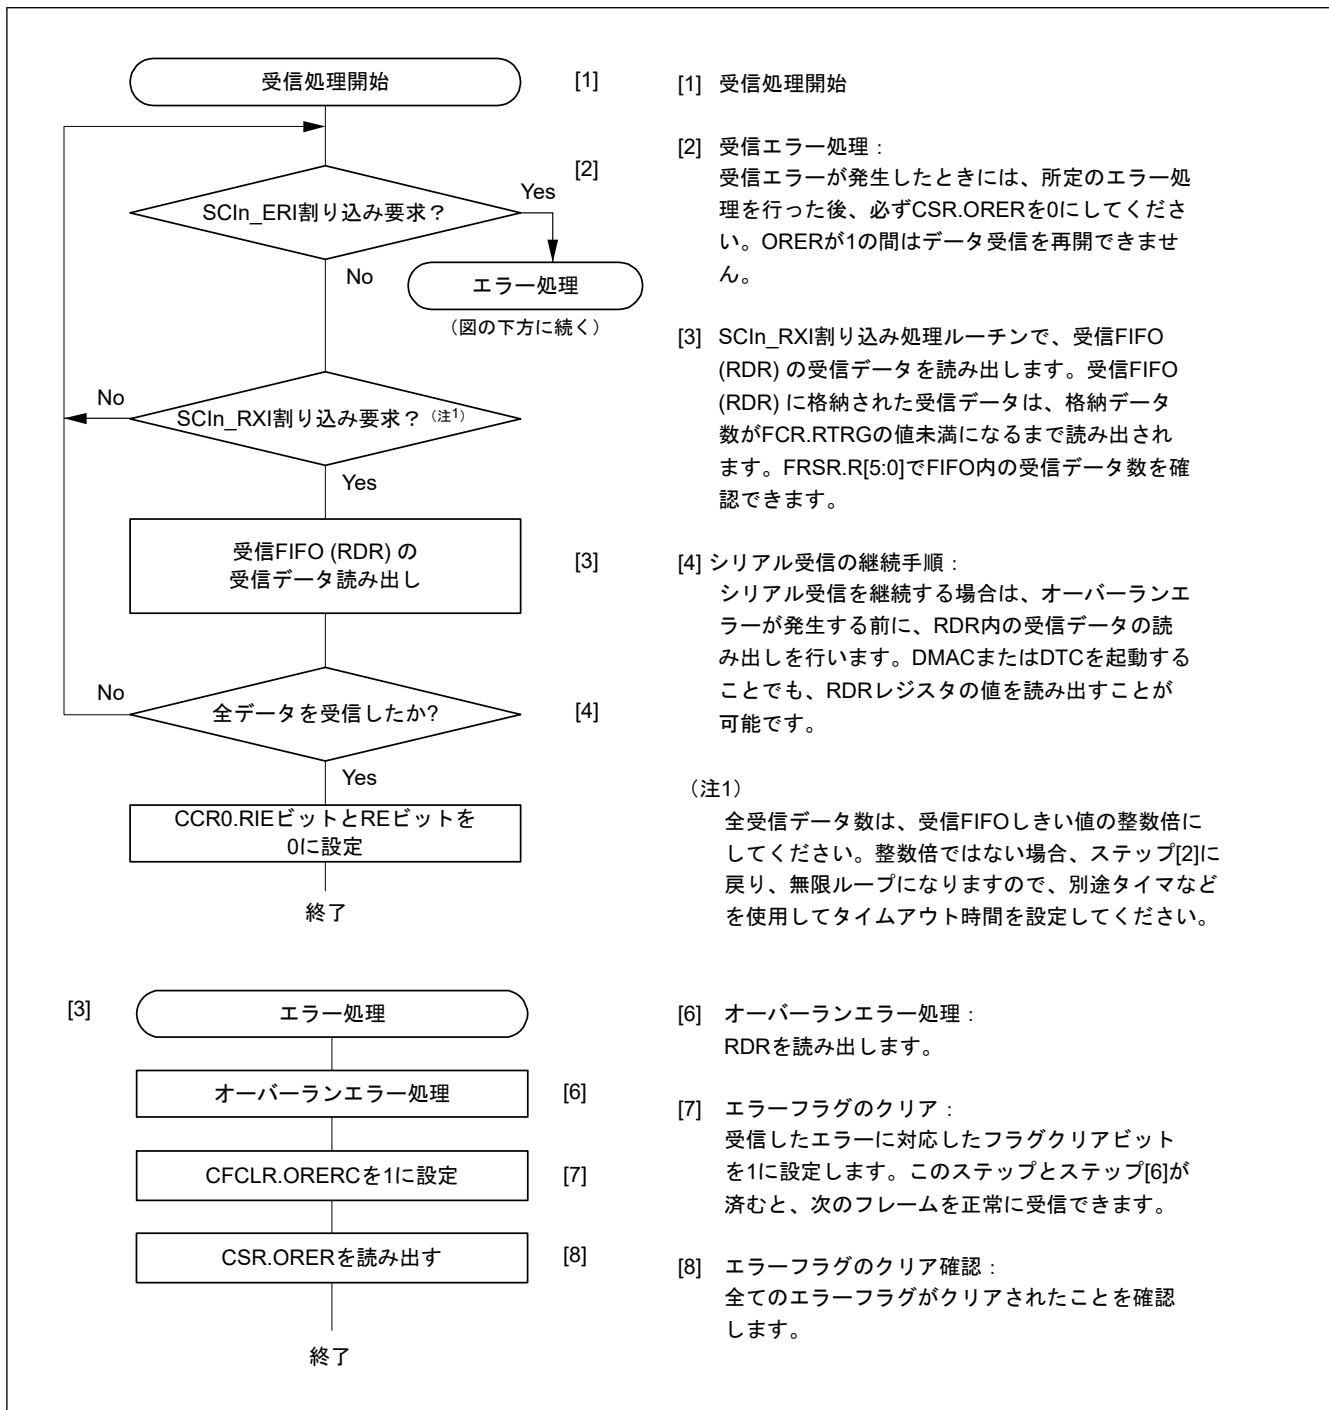 受信処理開始
[1]
[2]
SCIn_ERI割り込み要求？
Yes
No
エラー処理
（図の下方に続く）
No
SCIn_RXI割り込み要求？（注1）
Yes
受信FIFO (RDR) の
受信データ読み出し
[3]
No
全データを受信したか?
[4]
Yes
CCR0.RIEビットとREビットを
0に設定
終了
[1] 受信処理開始
[2] 受信エラー処理：
受信エラーが発生したときには、所定のエラー処
理を行った後、必ずCSR.ORERを0にしてくださ
い。ORERが1の間はデータ受信を再開できませ
ん。
[3] SCIn_RXI割り込み処理ルーチンで、受信FIFO
(RDR) の受信データを読み出します。受信FIFO
(RDR) に格納された受信データは、格納データ
数がFCR.RTRGの値未満になるまで読み出され
ます。FRSR.R[5:0]でFIFO内の受信データ数を確
認できます。
[4] シリアル受信の継続手順：
シリアル受信を継続する場合は、オーバーランエ
ラーが発生する前に、RDR内の受信データの読
み出しを行います。DMACまたはDTCを起動する
ことでも、RDRレジスタの値を読み出すことが
可能です。
（注1）
全受信データ数は、受信FIFOしきい値の整数倍に
してください。整数倍ではない場合、ステップ[2]に
戻り、無限ループになりますので、別途タイマなど
を使用してタイムアウト時間を設定してください。
[3]
エラー処理
オーバーランエラー処理
[6]
CFCLR.ORERCを1に設定
[7]
CSR.ORERを読み出す
[8]
終了
[6] オーバーランエラー処理：
RDRを読み出します。
[7] エラーフラグのクリア：
受信したエラーに対応したフラグクリアビット
を1に設定します。このステップとステップ[6]が
済むと、次のフレームを正常に受信できます。
[8] エラーフラグのクリア確認：
全てのエラーフラグがクリアされたことを確認
します。